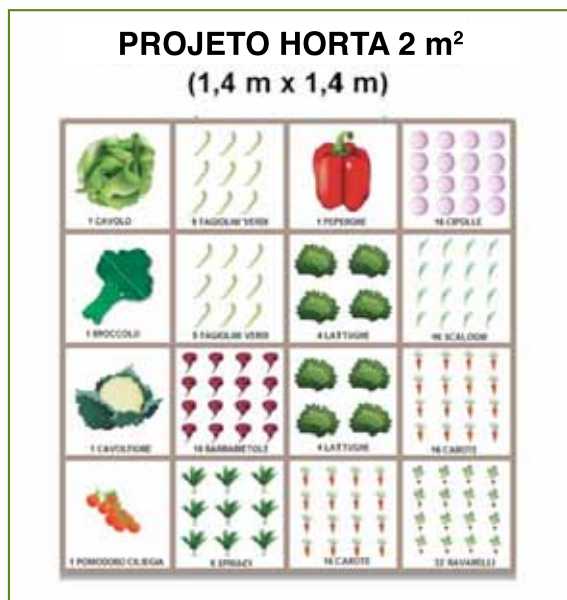 PROJETO HORTA 2 m²
(1,4 m x 1,4 m)
1 CAVOLO
9 FAGIOLINI VERDI
1 PEPERONE
16 CIPOLLE
1 BROCCOLO
9 FAGIOLINI VERDI
4 LATTUGHE
SCALOGNI
1 CAVOLFIORE
16 BARBABIETOLE
4 LATTUGHE
16 CAROTE
1 POMODORO CILIEGIA
9 SPINACI
16 CAROTE
RAVANELLI